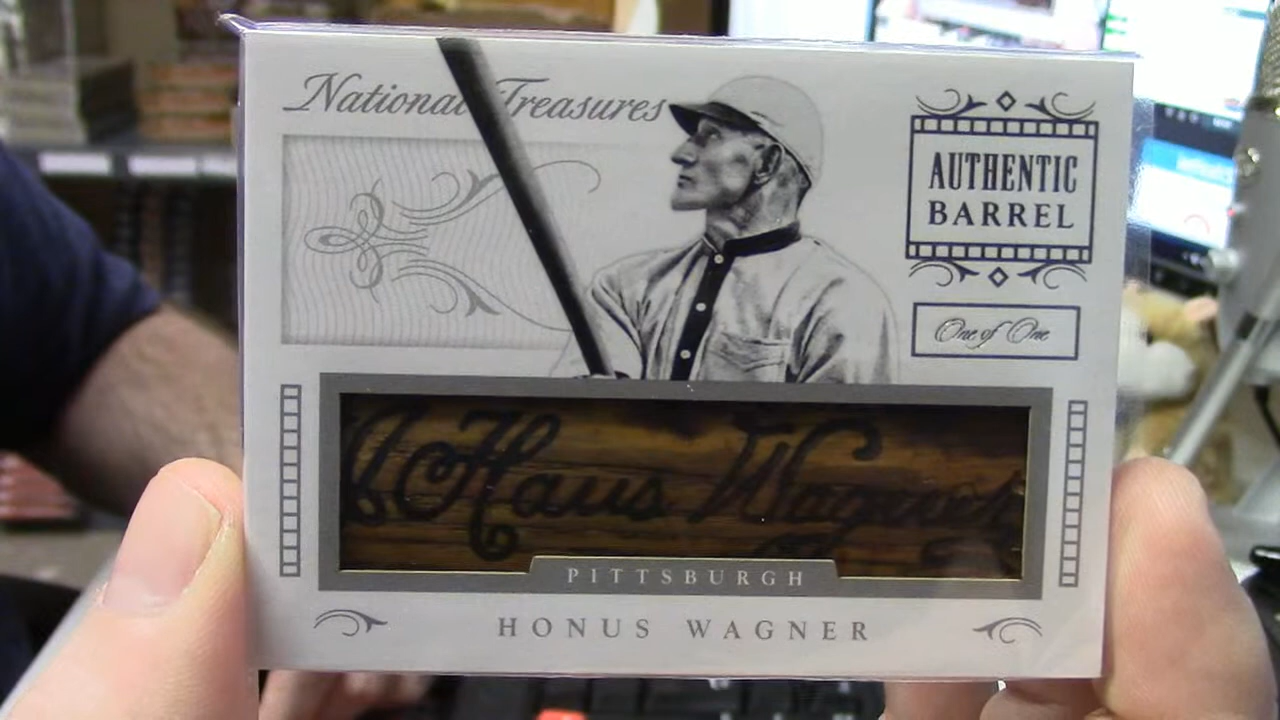 National Treasures
AUTHENTIC
BARREL
One of One
J Hans Wagner
PITTSBURGH
HONUS WAGNER